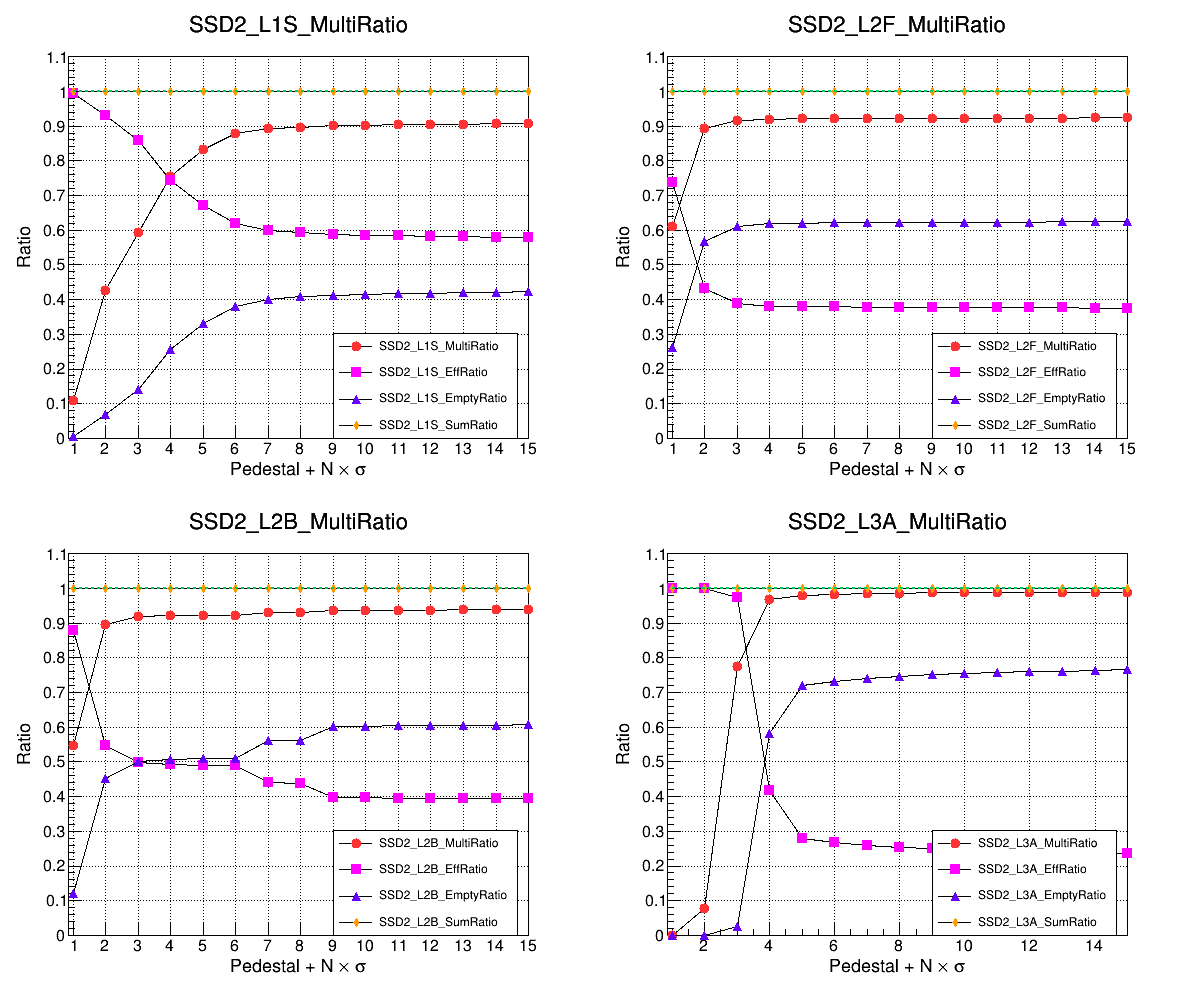 SSD2_L1S_MultiRatio
1.1
1
0.9
0.8
0.7
0.6
0.5
0.4
0.3
0.2
0.1
0
Ratio
SSD2_L1S_MultiRatio
SSD2_L1S_EffRatio
SSD2_L1S_EmptyRatio
SSD2_L1S_SumRatio
1 2 3 4 5 6 7 8 9 10 11 12 13 14 15
Pedestal + N × σ
SSD2_L2F_MultiRatio
1.1
1
0.9
0.8
0.7
0.6
0.5
0.4
0.3
0.2
0.1
0
Ratio
SSD2_L2F_MultiRatio
SSD2_L2F_EffRatio
SSD2_L2F_EmptyRatio
SSD2_L2F_SumRatio
1 2 3 4 5 6 7 8 9 10 11 12 13 14 15
Pedestal + N × σ
SSD2_L2B_MultiRatio
1.1
1
0.9
0.8
0.7
0.6
0.5
0.4
0.3
0.2
0.1
0
Ratio
SSD2_L2B_MultiRatio
SSD2_L2B_EffRatio
SSD2_L2B_EmptyRatio
SSD2_L2B_SumRatio
1 2 3 4 5 6 7 8 9 10 11 12 13 14 15
Pedestal + N × σ
SSD2_L3A_MultiRatio
1.1
1
0.9
0.8
0.7
0.6
0.5
0.4
0.3
0.2
0.1
0
Ratio
SSD2_L3A_MultiRatio
SSD2_L3A_EffRatio
SSD2_L3A_EmptyRatio
SSD2_L3A_SumRatio
2 4 6 8 10 12 14
Pedestal + N × σ